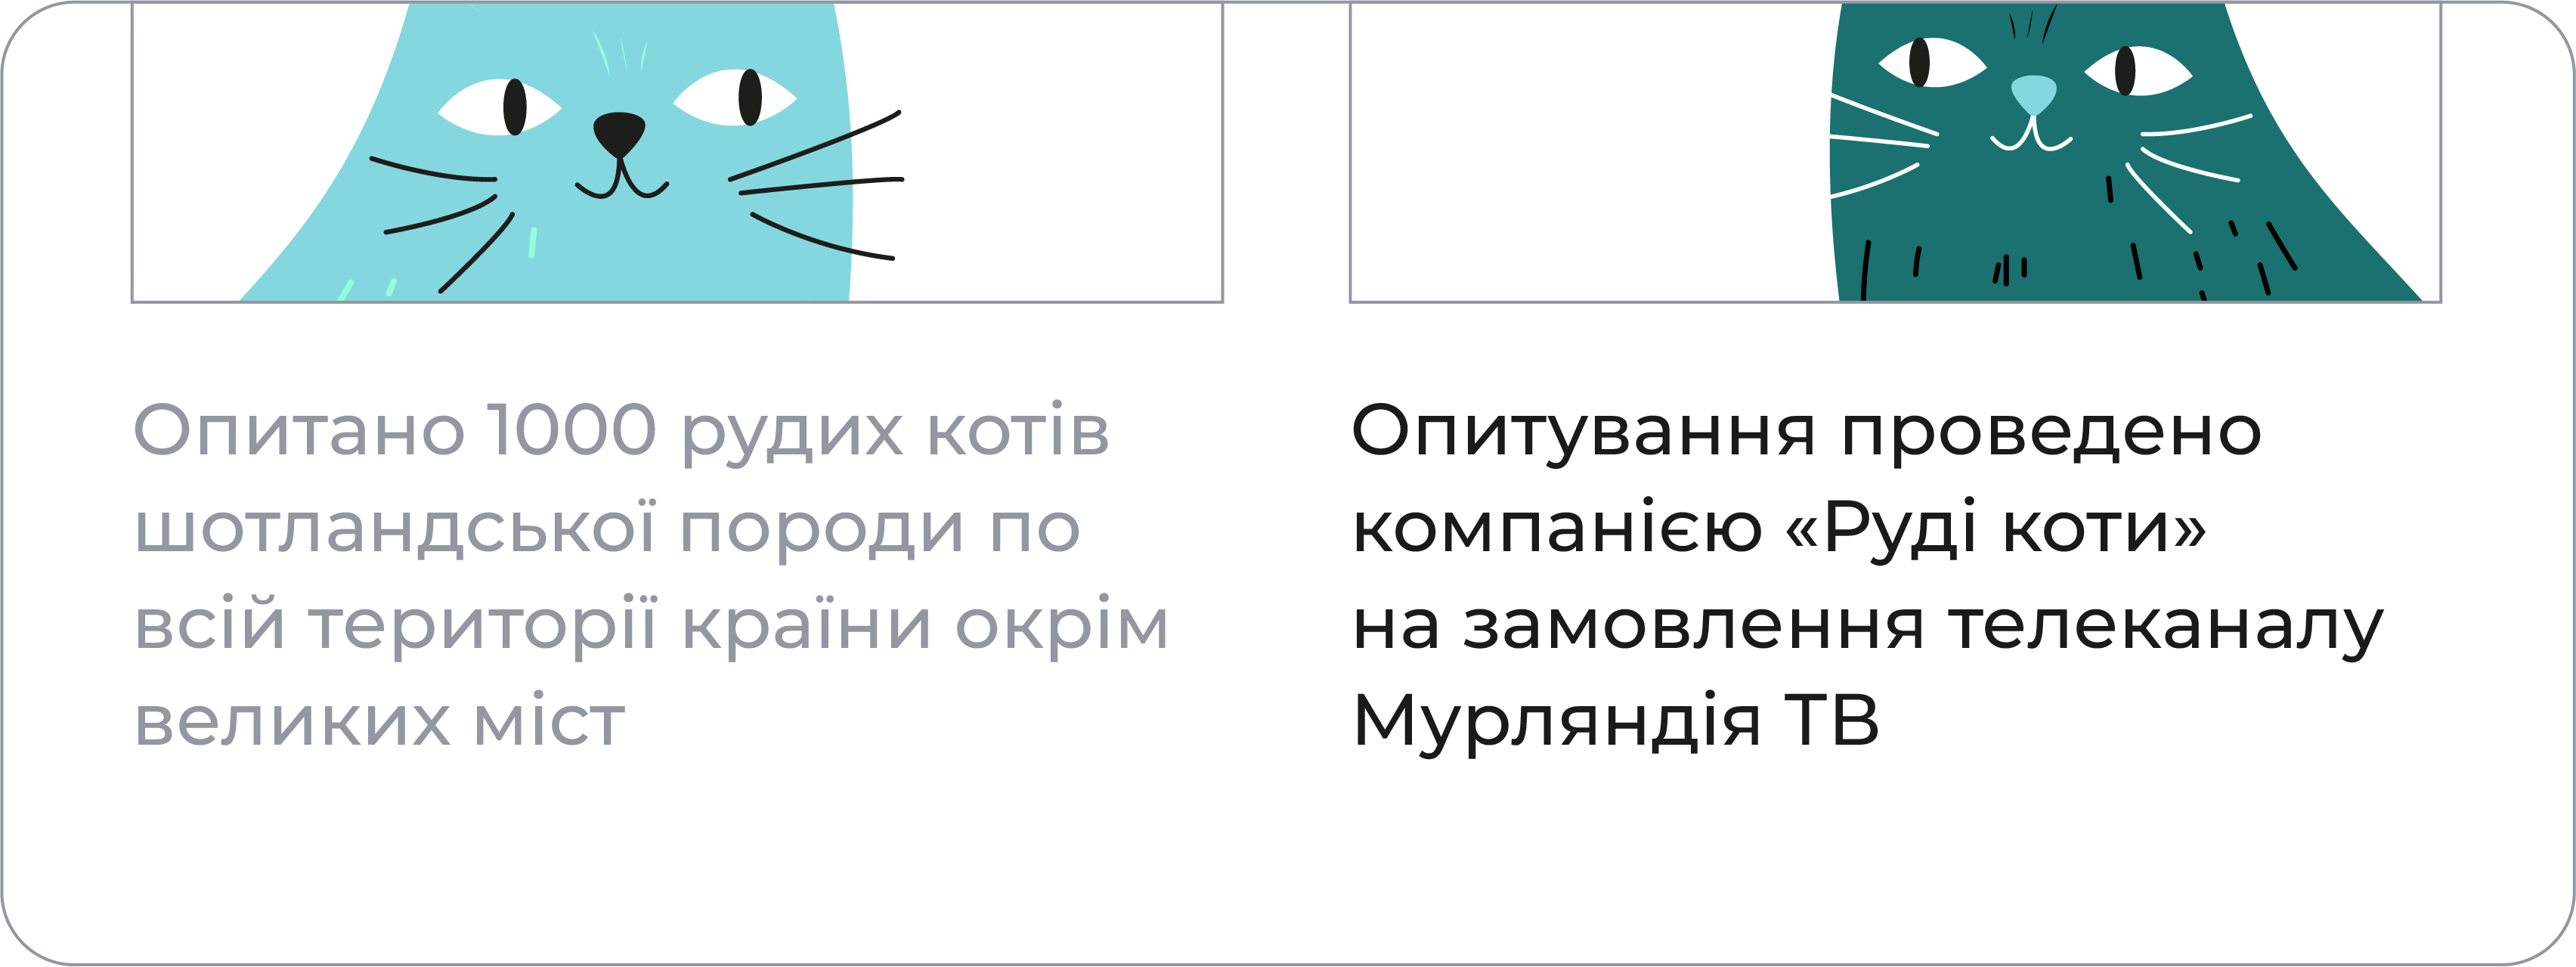 Опитано 1000 рудих котів
шотландської породи по
всій території країни окрім
великих міст
Опитування проведено
компанією «Руді коти»
на замовлення телеканалу
Мурляндія ТВ